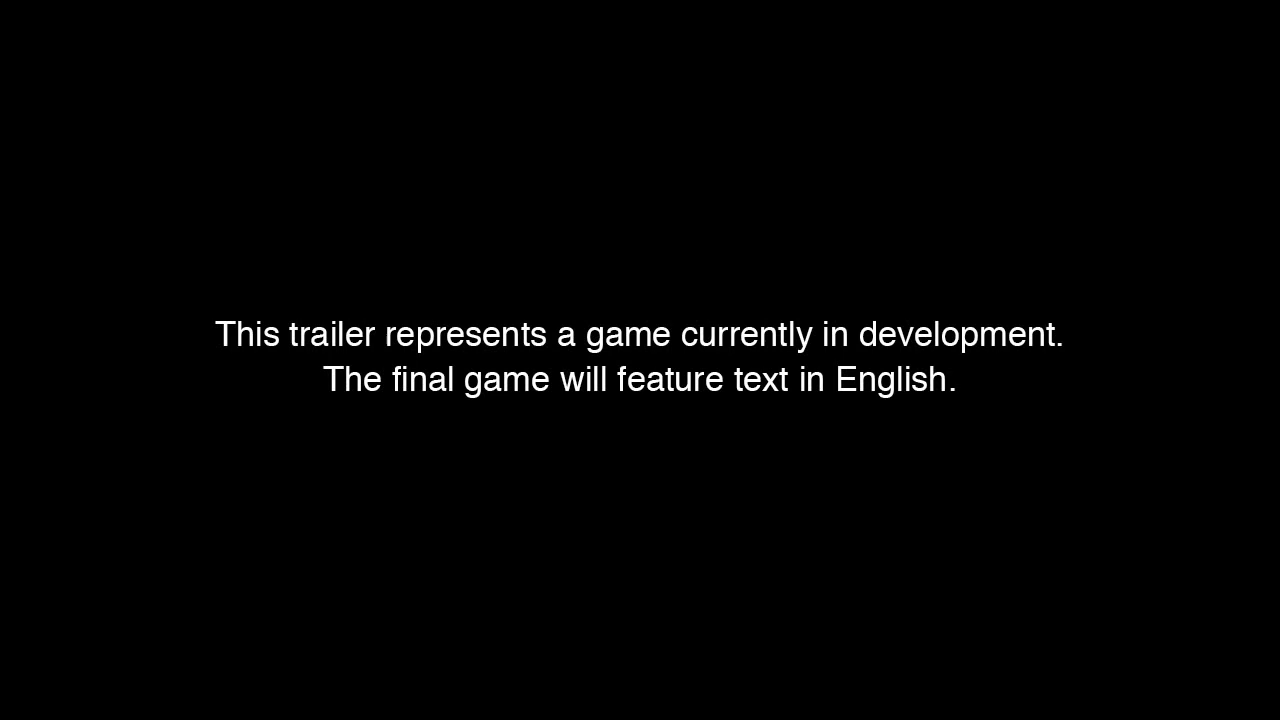 This trailer represents a game currently in development.
The final game will feature text in English.